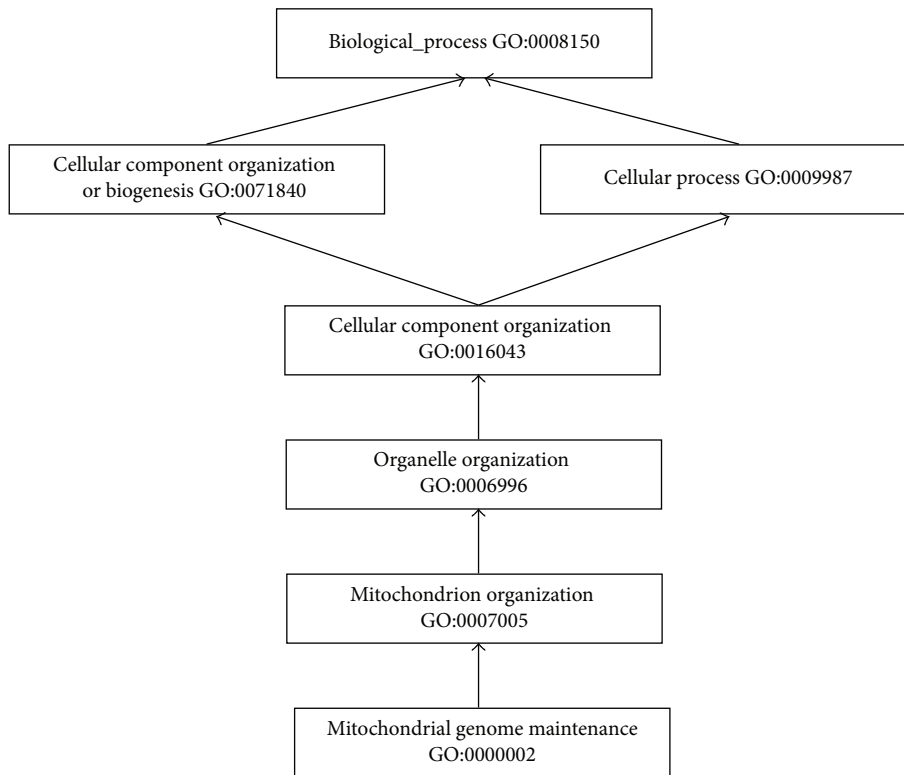 Biological_process GO:0008150
Cellular component organization
or biogenesis GO:0071840
Cellular process GO:0009987
Cellular component organization
GO:0016043
Organelle organization
GO:0006996
Mitochondrion organization
GO:0007005
Mitochondrial genome maintenance
GO:0000002